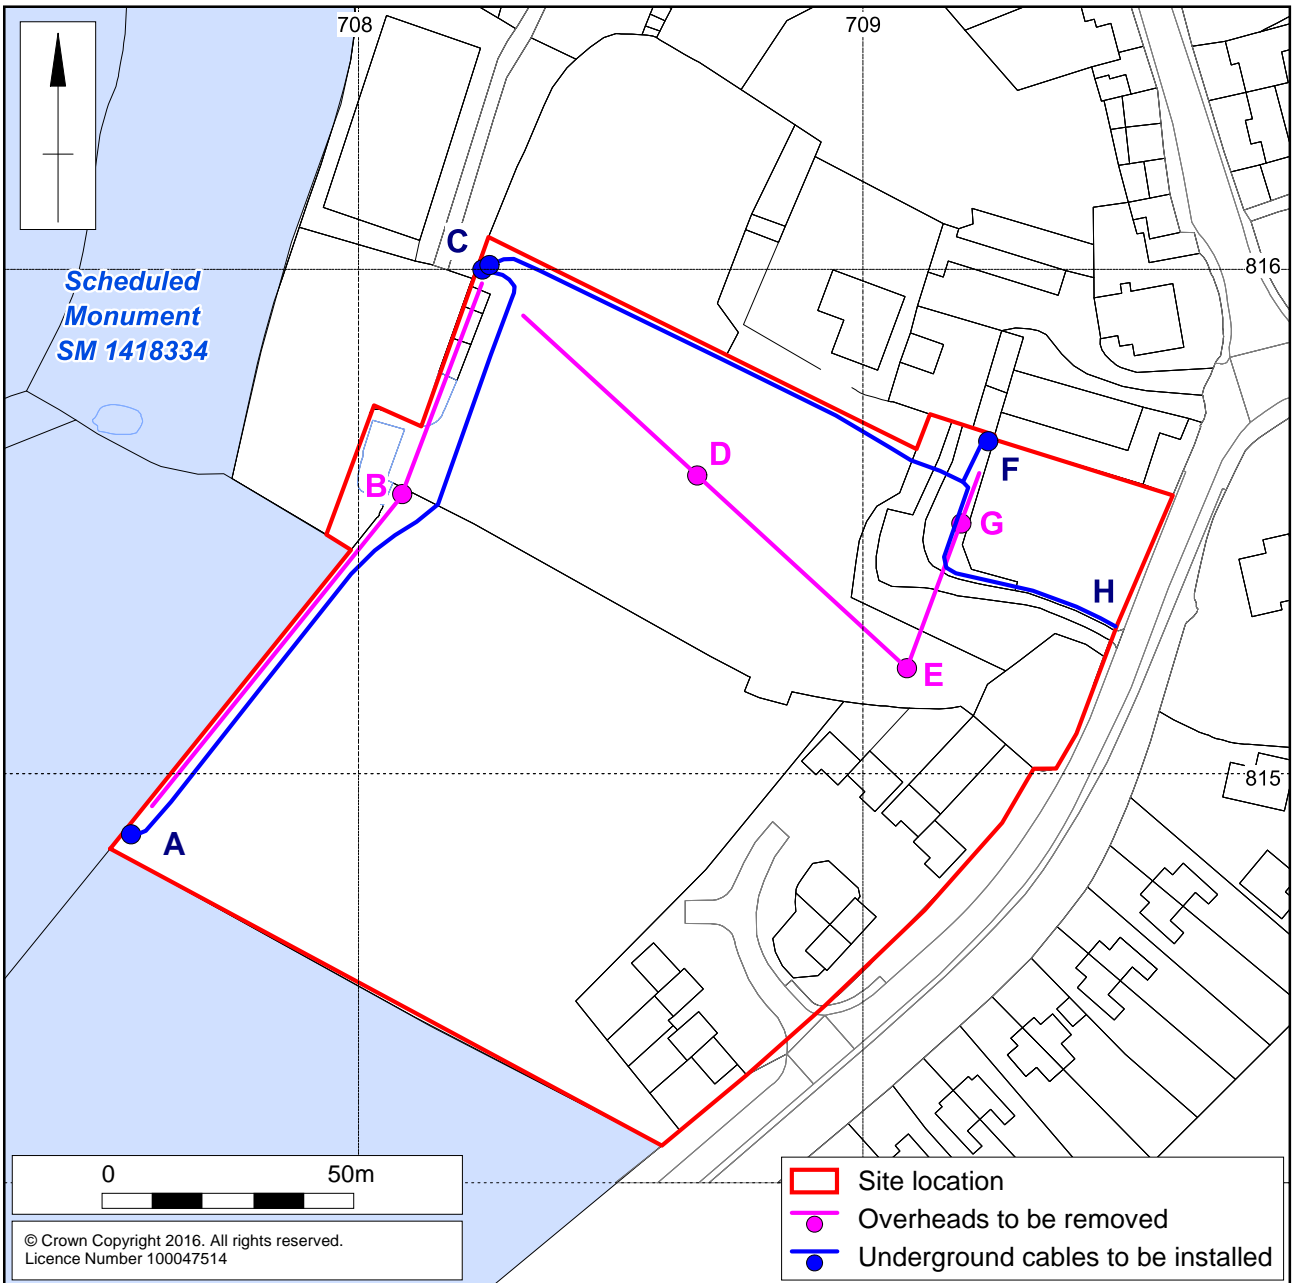 708
709
C
816
Scheduled
Monument
SM 1418334
B
D
F
G
H
E
815
A
0 50m
© Crown Copyright 2016. All rights reserved.
Licence Number 100047514
Site location
Overheads to be removed
Underground cables to be installed